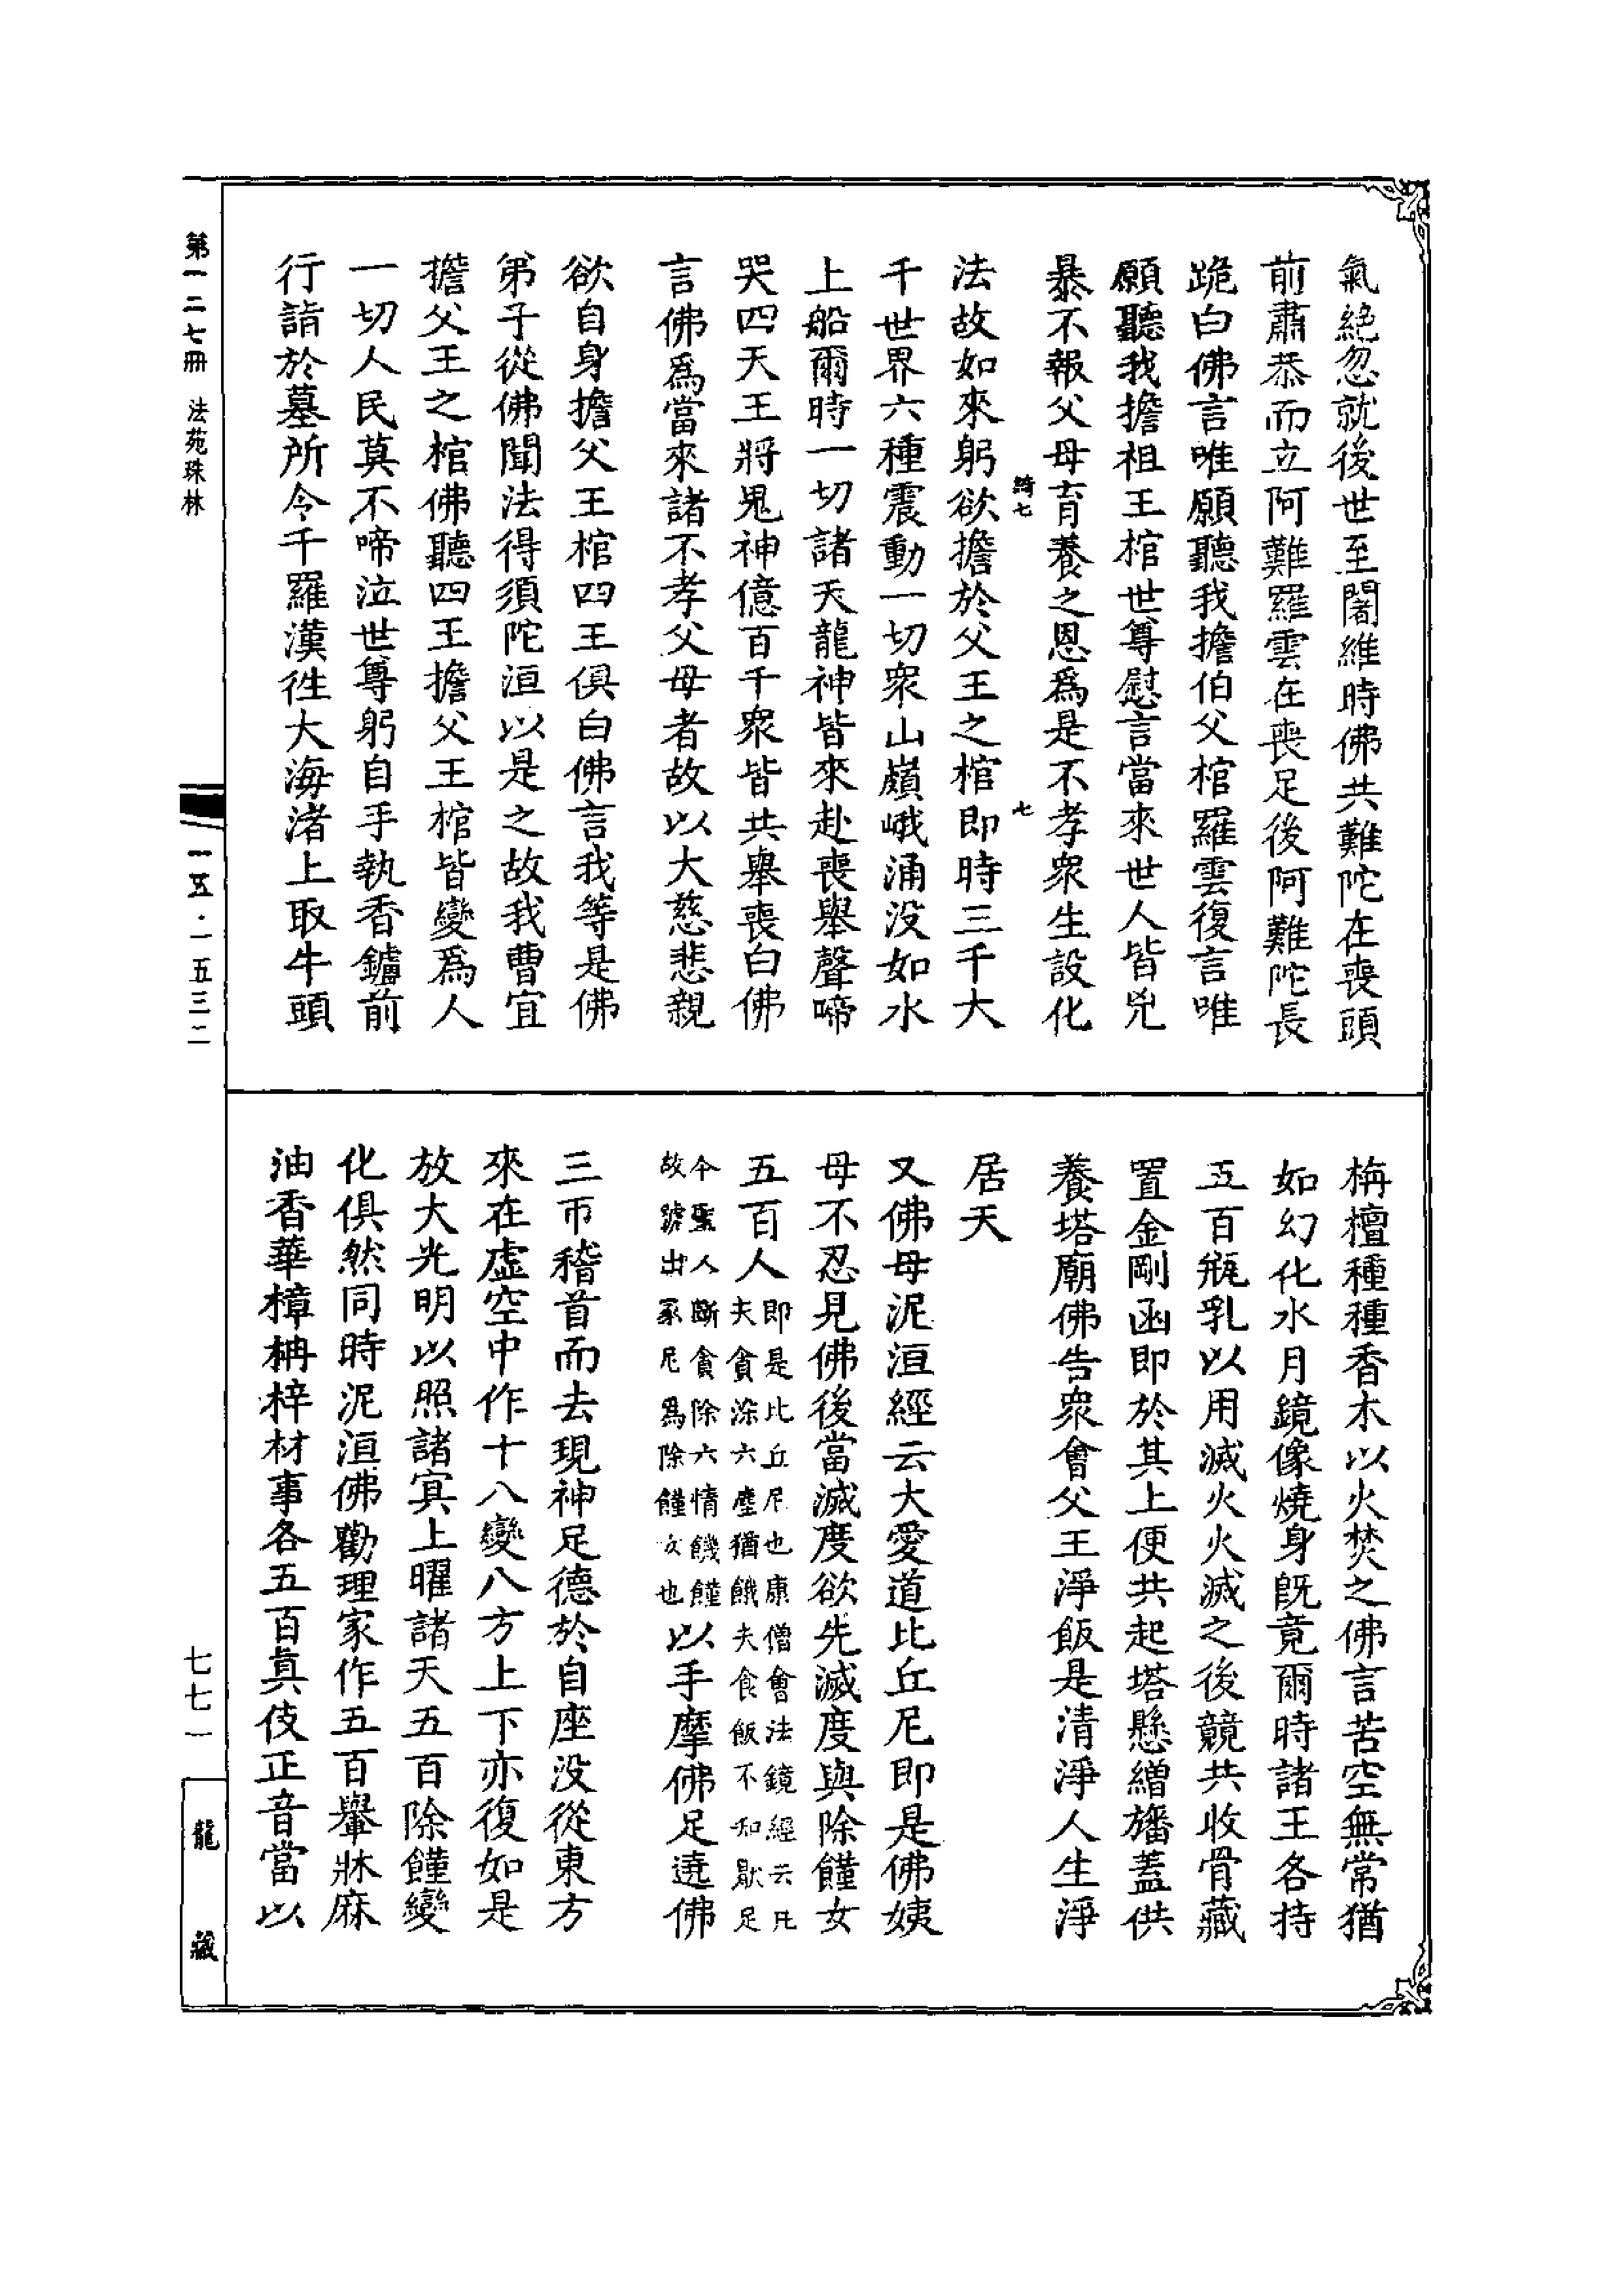 氣絕忽就後世至闍維時佛共難陀在喪頭
前肅恭而立阿難羅雲在喪足後阿難陀長
跪白佛言唯願聽我擔伯父棺羅雲復言唯
願聽我擔祖王棺世尊慰言當來世人皆兇
暴不報父母育養之恩爲是不孝衆生設化
綺七 七
法故如來躬欲擔於父王之棺即時三千大
千世界六種震動一切衆山巔峨涌没如水
上船爾時一切諸天龍神皆來赴喪舉聲啼
哭四天王將鬼神億百千衆皆共舉喪白佛
言佛爲當來諸不孝父母者故以大慈悲親
欲自身擔父王棺四王俱白佛言我等是佛
弟子從佛聞法得須陀洹以是之故我曹宜
擔父王之棺佛聽四王擔父王棺皆變爲人
一切人民莫不啼泣世尊躬自手執香鑪前
行詣於墓所令千羅漢徃大海渚上取牛頭
栴檀種種香木以火焚之佛言苦空無常猶
如幻化水月鏡像燒身既竟爾時諸王各持
五百瓶乳以用滅火火滅之後競共收骨藏
置金剛函即於其上便共起塔懸繒旛蓋供
養塔廟佛告衆會父王淨飯是清淨人生淨
居天
又佛母泥洹經云大愛道比丘尼即是佛姨
母不忍見佛後當滅度欲先滅度與除饉女
五百人即是比丘尼也康僧會法鏡經云凡夫貪染六塵猶餓夫食飯不知厭足
今聖人斷貪除六情饑饉故號出家尼爲除饉女也以手摩佛足遶佛
三帀稽首而去現神足德於自座没從東方
來在虛空中作十八變八方上下亦復如是
放大光明以照諸冥上曜諸天五百除饉變
化俱然同時泥洹佛勸理家作五百轝牀麻
油香華樟柟梓材事各五百真伎正音當以
第一二七冊 法苑珠林
一五·一五三二
七七一
龍藏